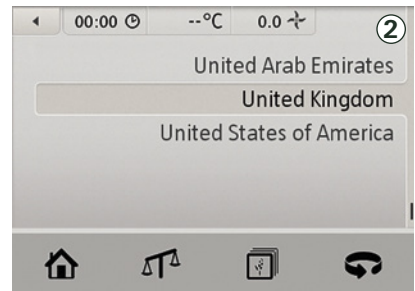 00:00 --°C 0.0 2
United Arab Emirates
United Kingdom
United States of America